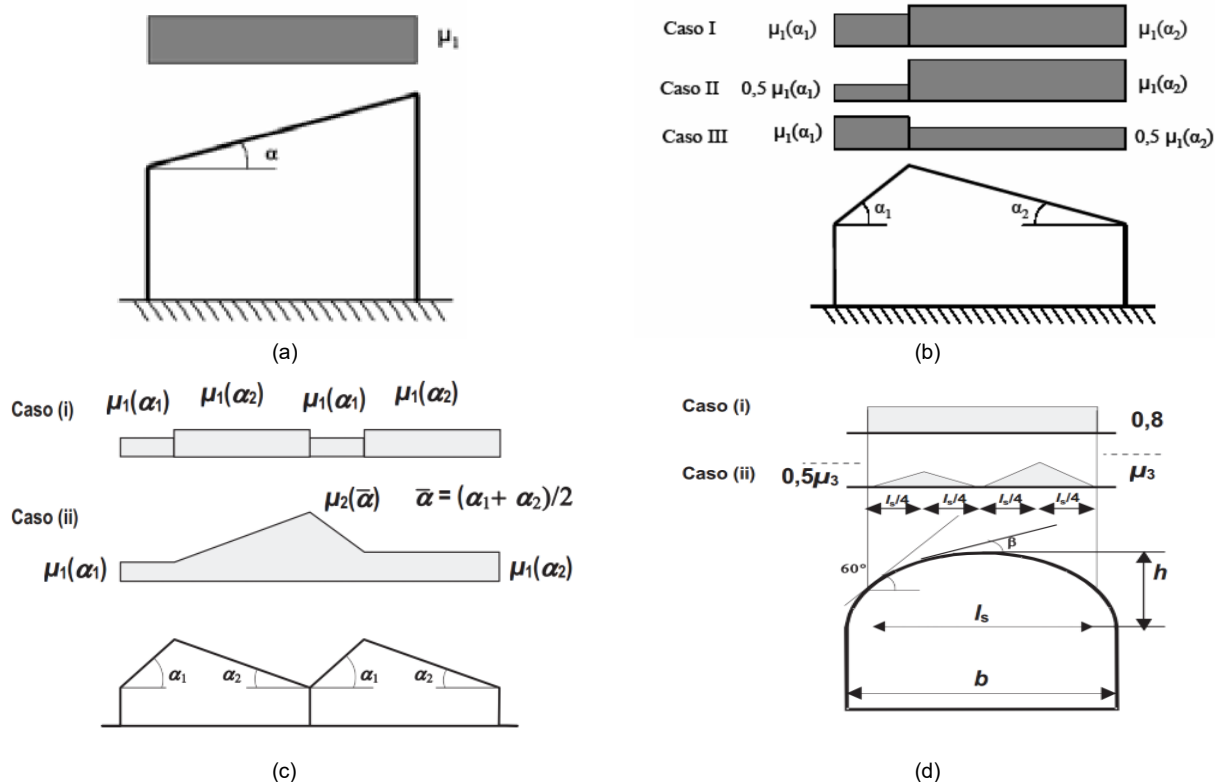 μ₁
α
(a)
Caso I μ₁(α₁) μ₁(α₂)
Caso II 0,5 μ₁(α₁) μ₁(α₂)
Caso III μ₁(α₁) 0,5 μ₁(α₂)
α₁ α₂
(b)
Caso (i) μ₁(α₁) μ₁(α₂) μ₁(α₁) μ₁(α₂)
Caso (ii) μ₂(ᾱ) ᾱ = (α₁+ α₂)/2
μ₁(α₁) μ₁(α₂)
α₁ α₂ α₁ α₂
(c)
Caso (i) 0,8
Caso (ii) 0,5μ₃ μ₃
lₛ/4 lₛ/4 lₛ/4 lₛ/4
β
60°
h
lₛ
b
(d)